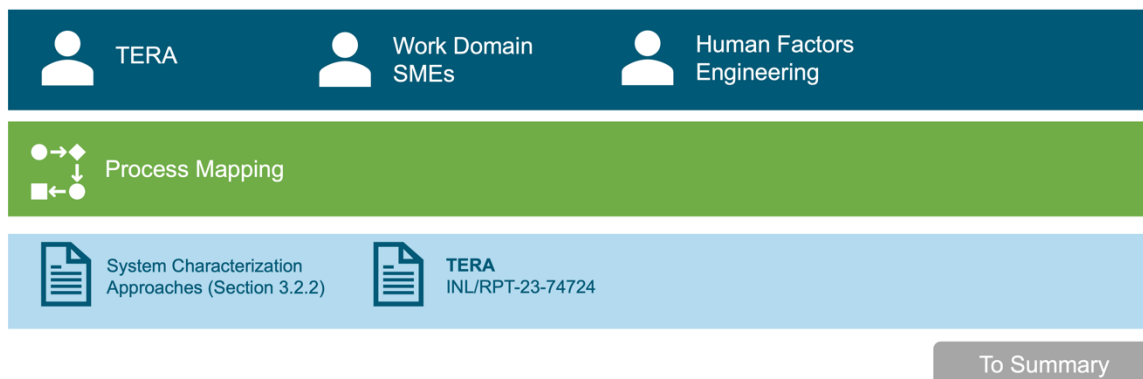 TERA
Work Domain
SMEs
Human Factors
Engineering
Process Mapping
System Characterization
Approaches (Section 3.2.2)
TERA
INL/RPT-23-74724
To Summary